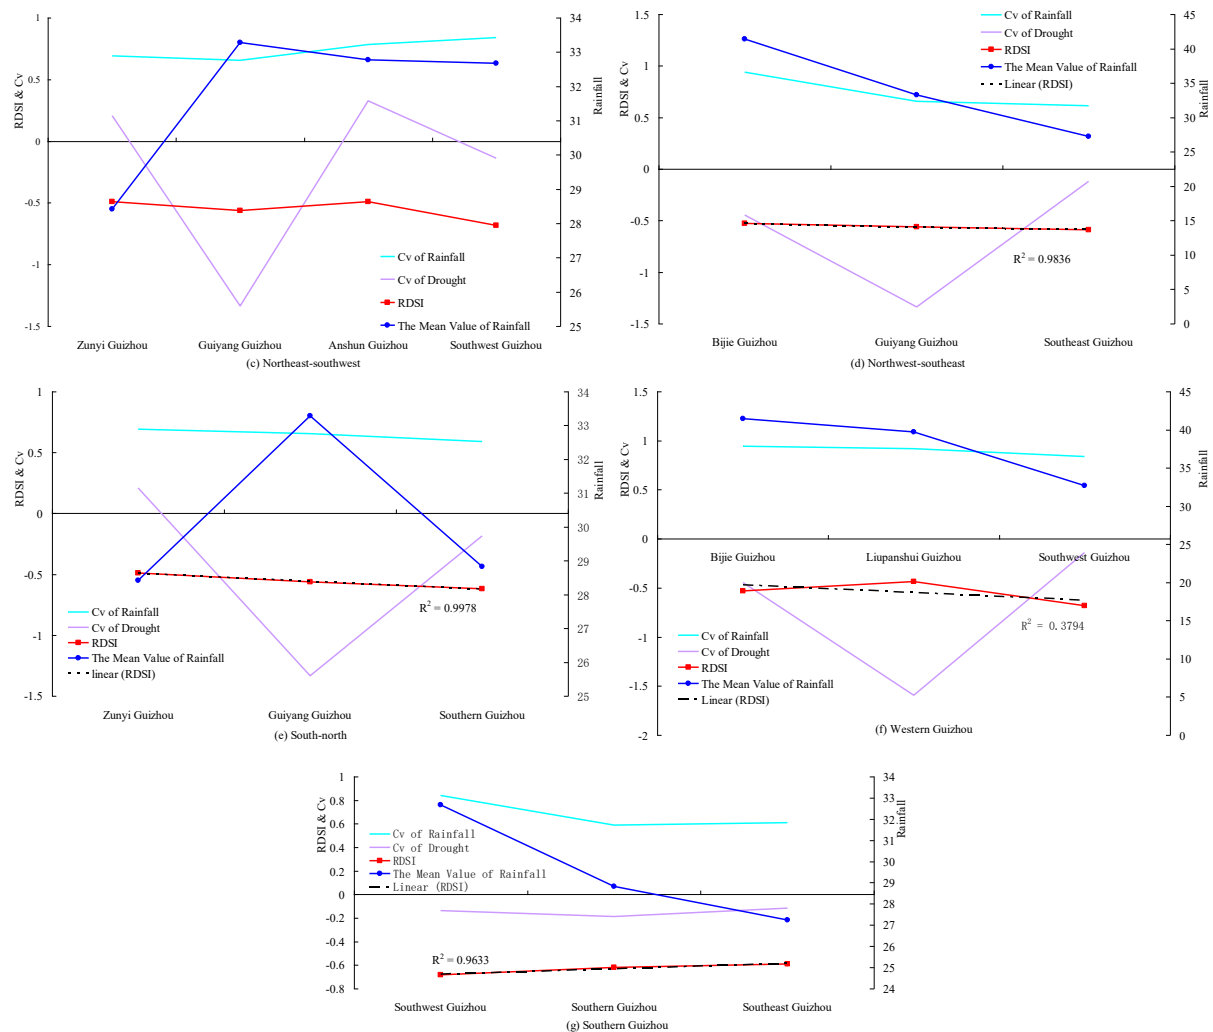 1
0.5
0
-0.5
-1
-1.5
RDSI & Cv
34
33
32
31
30
29
28
27
26
25
Rainfall
Cv of Rainfall
Cv of Drought
RDSI
The Mean Value of Rainfall
Zunyi Guizhou
Guiyang Guizhou
Anshun Guizhou
Southwest Guizhou
(c) Northeast-southwest
1.5
1
0.5
0
-0.5
-1
-1.5
RDSI & Cv
45
40
35
30
25
20
15
10
5
0
Rainfall
Cv of Rainfall
Cv of Drought
RDSI
The Mean Value of Rainfall
Linear (RDSI)
R² = 0.9836
Bijie Guizhou
Guiyang Guizhou
Southeast Guizhou
(d) Northwest-southeast
1
0.5
0
-0.5
-1
-1.5
RDSI & Cv
34
33
32
31
30
29
28
27
26
25
Rainfall
R² = 0.9978
Cv of Rainfall
Cv of Drought
RDSI
The Mean Value of Rainfall
linear (RDSI)
Zunyi Guizhou
Guiyang Guizhou
Southern Guizhou
(e) South-north
1.5
1
0.5
0
-0.5
-1
-1.5
-2
RDSI & Cv
45
40
35
30
25
20
15
10
5
0
Rainfall
Bijie Guizhou
Liupanshui Guizhou
Southwest Guizhou
R² = 0.3794
Cv of Rainfall
Cv of Drought
RDSI
The Mean Value of Rainfall
Linear (RDSI)
(f) Western Guizhou
1
0.8
0.6
0.4
0.2
0
-0.2
-0.4
-0.6
-0.8
RDSI & Cv
34
33
32
31
30
29
28
27
26
25
24
Rainfall
Cv of Rainfall
Cv of Drought
RDSI
The Mean Value of Rainfall
Linear (RDSI)
R² = 0.9633
Southwest Guizhou
Southern Guizhou
Southeast Guizhou
(g) Southern Guizhou